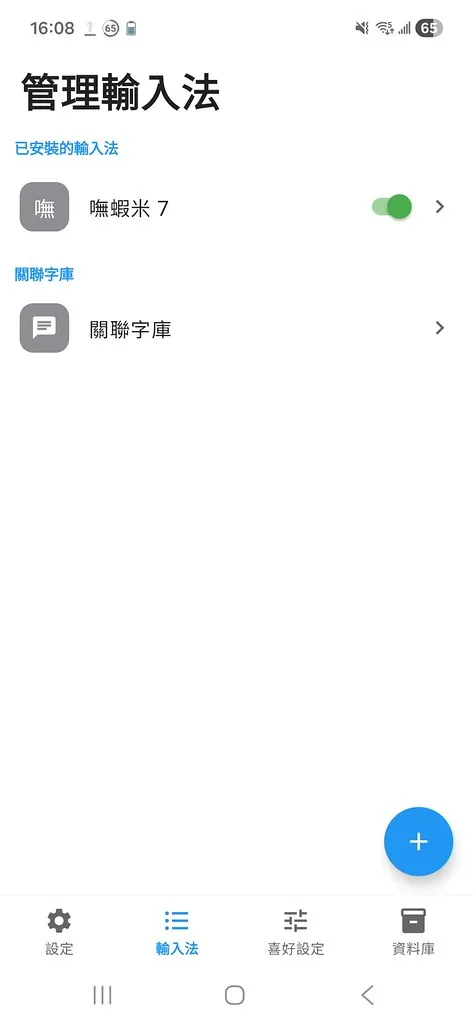 16:08 65 5 65
管理輸入法
已安裝的輸入法
嘸 嘸蝦米 7
關聯字庫
關聯字庫
設定 輸入法 喜好設定 資料庫